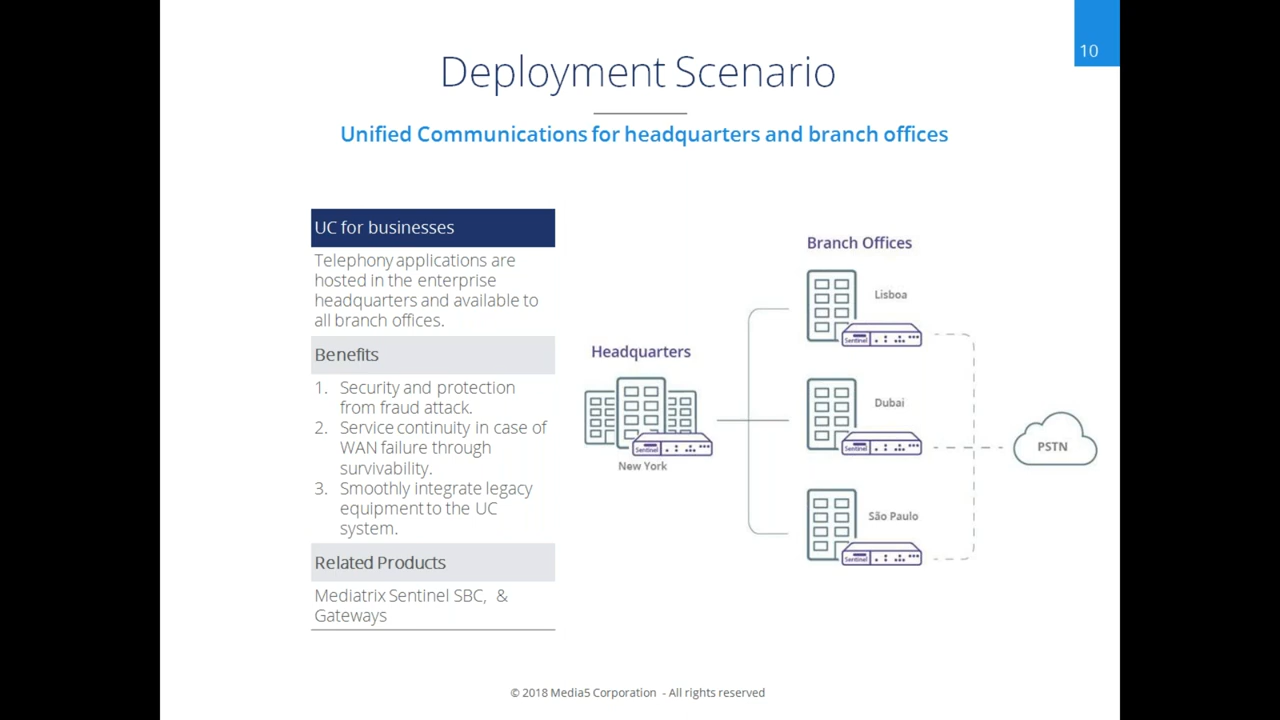 10
Deployment Scenario
Unified Communications for headquarters and branch offices
UC for businesses
Telephony applications are
hosted in the enterprise
headquarters and available to
all branch offices.
Benefits
1. Security and protection
from fraud attack.
2. Service continuity in case of
WAN failure through
survivability.
3. Smoothly integrate legacy
equipment to the UC
system.
Related Products
Mediatrix Sentinel SBC, &
Gateways
Headquarters
Sentinel
New York
Branch Offices
Lisboa
Sentinel
Dubai
Sentinel
São Paulo
Sentinel
PSTN
© 2018 Media5 Corporation - All rights reserved